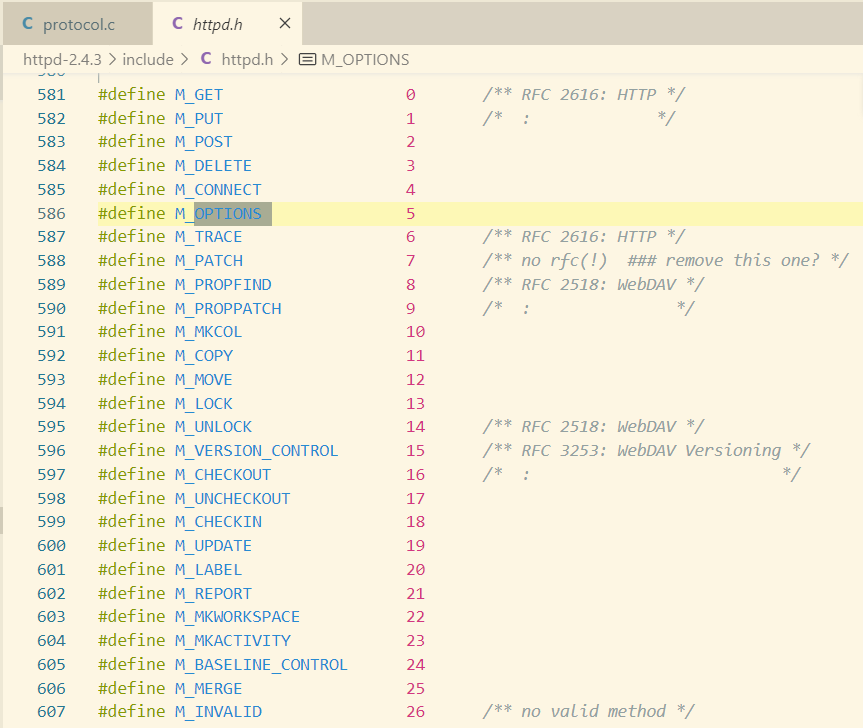 C protocol.c C httpd.h ×
httpd-2.4.3 > include > C httpd.h > M_OPTIONS
581 #define M_GET 0 /** RFC 2616: HTTP */
582 #define M_PUT 1 /* : */
583 #define M_POST 2
584 #define M_DELETE 3
585 #define M_CONNECT 4
586 #define M_OPTIONS 5
587 #define M_TRACE 6 /** RFC 2616: HTTP */
588 #define M_PATCH 7 /** no rfc(!) ### remove this one? */
589 #define M_PROPFIND 8 /** RFC 2518: WebDAV */
590 #define M_PROPPATCH 9 /* : */
591 #define M_MKCOL 10
592 #define M_COPY 11
593 #define M_MOVE 12
594 #define M_LOCK 13
595 #define M_UNLOCK 14 /** RFC 2518: WebDAV */
596 #define M_VERSION_CONTROL 15 /** RFC 3253: WebDAV Versioning */
597 #define M_CHECKOUT 16 /* : */
598 #define M_UNCHECKOUT 17
599 #define M_CHECKIN 18
600 #define M_UPDATE 19
601 #define M_LABEL 20
602 #define M_REPORT 21
603 #define M_MKWORKSPACE 22
604 #define M_MKACTIVITY 23
605 #define M_BASELINE_CONTROL 24
606 #define M_MERGE 25
607 #define M_INVALID 26 /** no valid method */